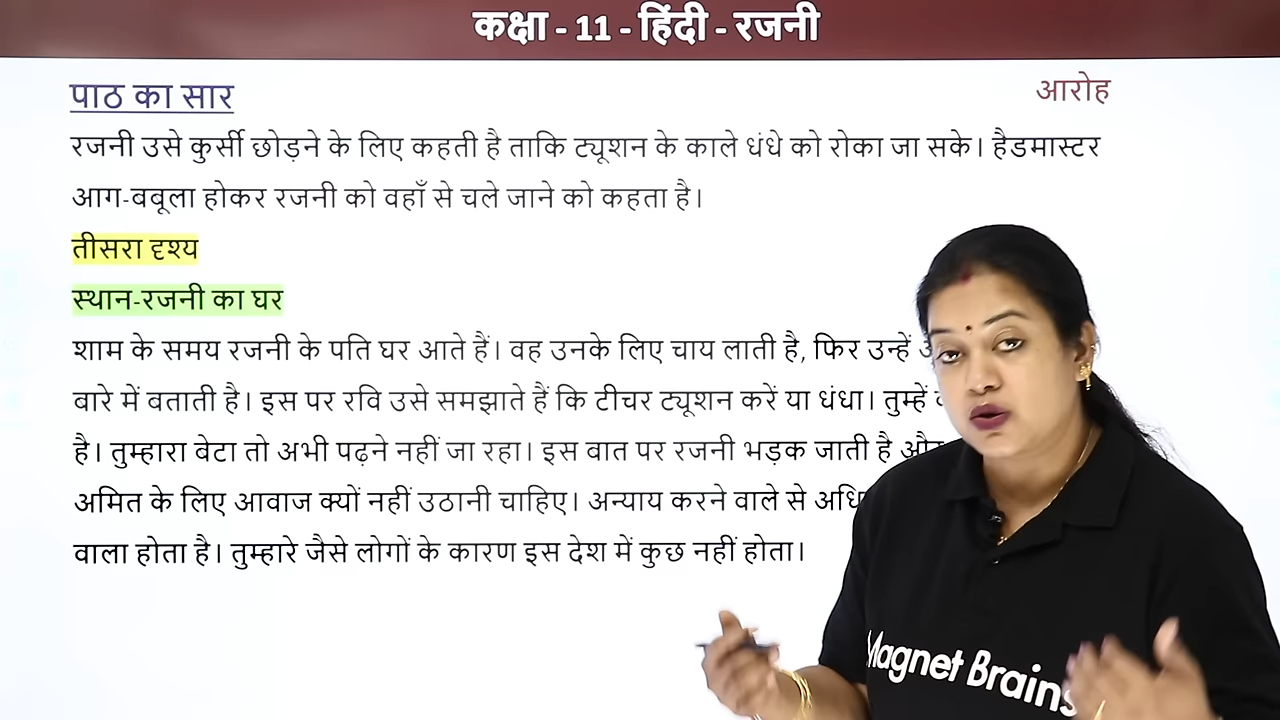 कक्षा - 11 - हिंदी - रजनी
पाठ का सार
आरोह
रजनी उसे कुर्सी छोड़ने के लिए कहती है ताकि ट्यूशन के काले धंधे को रोका जा सके। हैडमास्टर
आग-बबूला होकर रजनी को वहाँ से चले जाने को कहता है।
तीसरा दृश्य
स्थान-रजनी का घर
शाम के समय रजनी के पति घर आते हैं। वह उनके लिए चाय लाती है, फिर उन्हें
बारे में बताती है। इस पर रवि उसे समझाते हैं कि टीचर ट्यूशन करें या धंधा। तुम्हें
है। तुम्हारा वेटा तो अभी पढ़ने नहीं जा रहा। इस वात पर रजनी भड़क जाती है
अमित के लिए आवाज क्यों नहीं उठानी चाहिए। अन्याय करने वाले से
वाला होता है। तुम्हारे जैसे लोगों के कारण इस देश में कुछ नहीं होता।
Magnet Brains